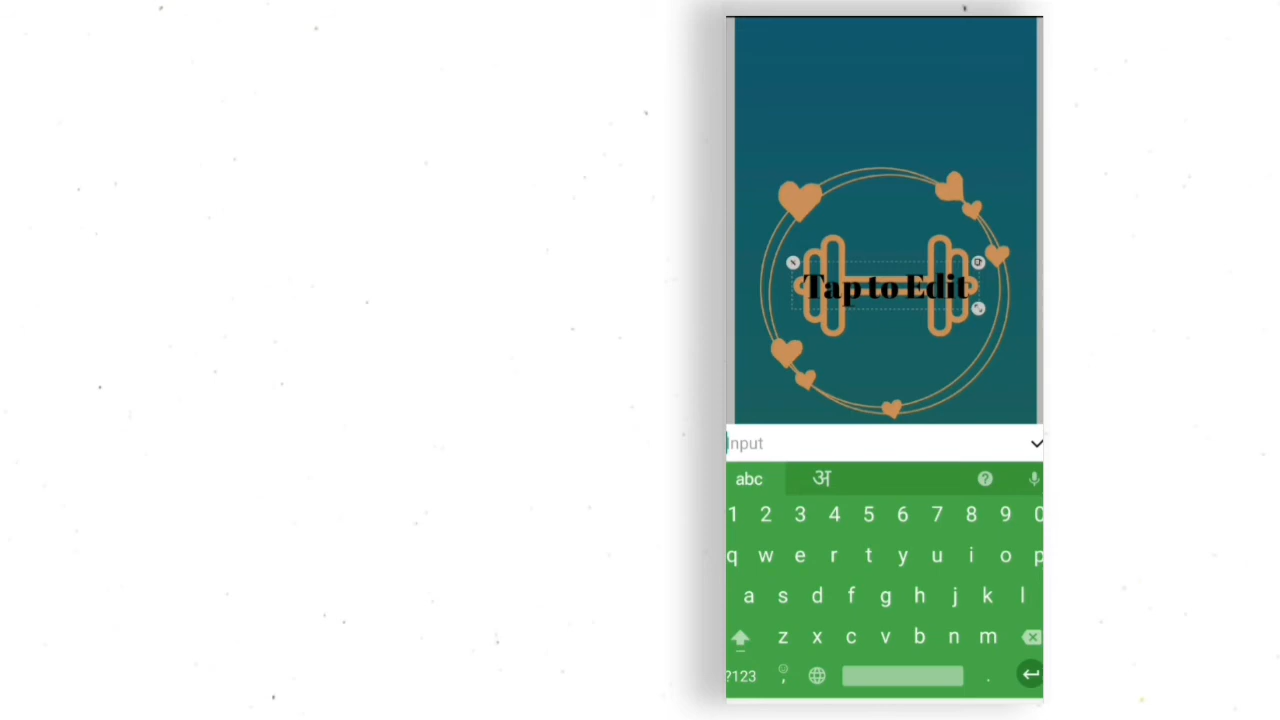 Tap to Edit
Input
abc अ
1 2 3 4 5 6 7 8 9 0
q w e r t y u i o p
a s d f g h j k l
z x c v b n m
?123 , .